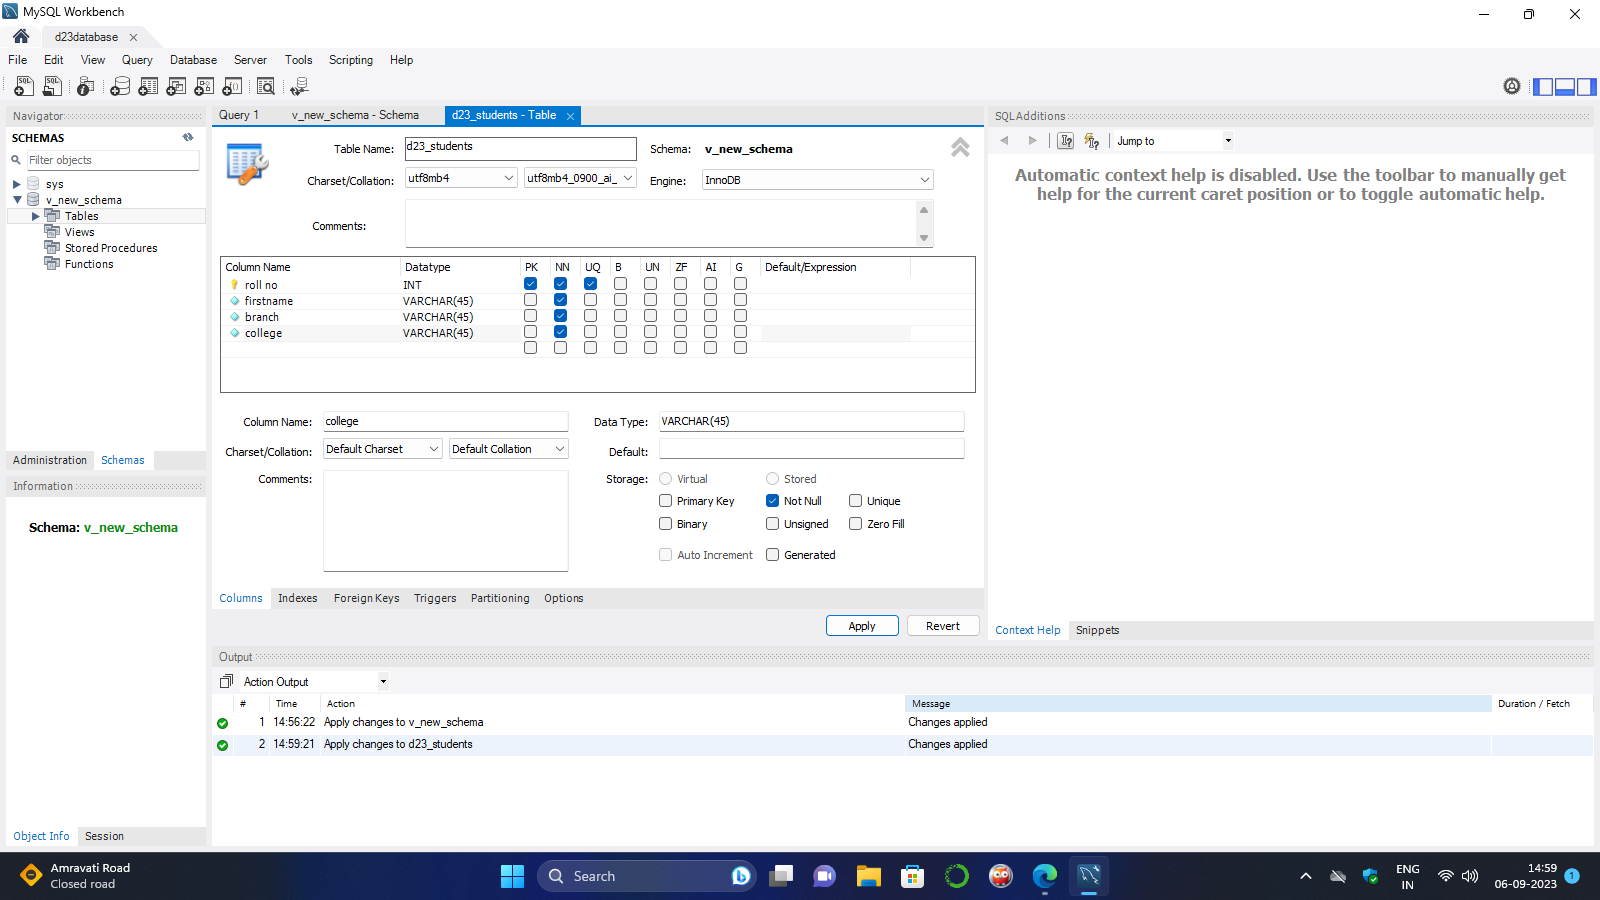 MySQL Workbench
d23database
File Edit View Query Database Server Tools Scripting Help
Navigator
SCHEMAS
Filter objects
sys
v_new_schema
Tables
Views
Stored Procedures
Functions
Administration Schemas
Information
Schema: v_new_schema
Object Info Session
Query 1 v_new_schema - Schema d23_students - Table
Table Name: d23_students Schema: v_new_schema
Charset/Collation: utf8mb4 utf8mb4_0900_ai_ Engine: InnoDB
Comments:
Column Name Datatype PK NN UQ B UN ZF AI G Default/Expression
roll no INT
firstname VARCHAR(45)
branch VARCHAR(45)
college VARCHAR(45)
Column Name: college Data Type: VARCHAR(45)
Charset/Collation: Default Charset Default Collation Default:
Comments: Storage: Virtual Stored
Primary Key Not Null Unique
Binary Unsigned Zero Fill
Auto Increment Generated
Columns Indexes Foreign Keys Triggers Partitioning Options
Apply Revert
SQLAdditions
Jump to
Automatic context help is disabled. Use the toolbar to manually get
help for the current caret position or to toggle automatic help.
Context Help Snippets
Output
Action Output
# Time Action Message Duration / Fetch
1 14:56:22 Apply changes to v_new_schema Changes applied
2 14:59:21 Apply changes to d23_students Changes applied
Amravati Road
Closed road
Search
ENG
IN
14:59
06-09-2023
1